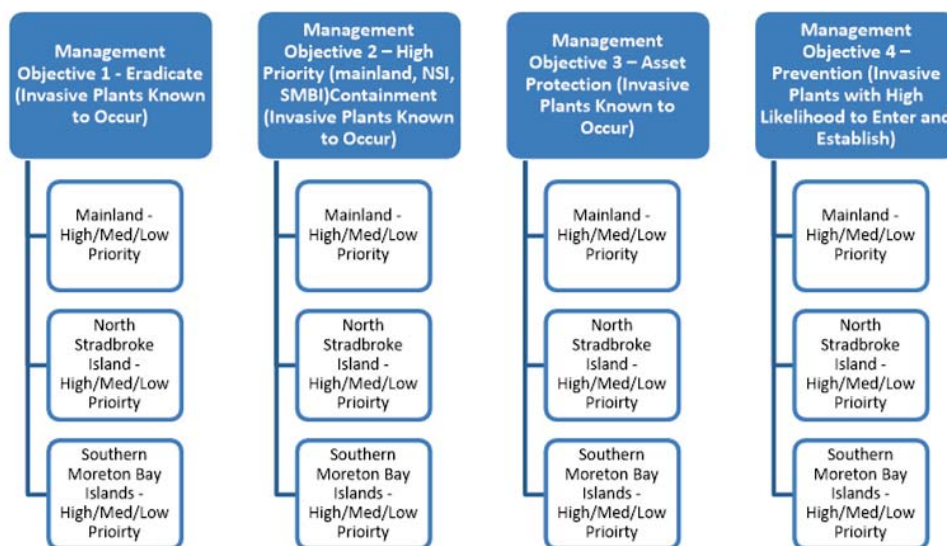 Management
Objective 1 - Eradicate
(Invasive Plants Known
to Occur)
Mainland -
High/Med/Low
Priority
North
Stradbroke
Island -
High/Med/Low
Prioirty
Southern
Moreton Bay
Islands -
High/Med/Low
Prioirty
Management
Objective 2 – High
Priority (mainland, NSI,
SMBI)Containment
(Invasive Plants Known
to Occur)
Mainland -
High/Med/Low
Priority
North
Stradbroke
Island -
High/Med/Low
Prioirty
Southern
Moreton Bay
Islands -
High/Med/Low
Prioirty
Management
Objective 3 – Asset
Protection (Invasive
Plants Known to
Occur)
Mainland -
High/Med/Low
Priority
North
Stradbroke
Island -
High/Med/Low
Prioirty
Southern
Moreton Bay
Islands -
High/Med/Low
Prioirty
Management
Objective 4 –
Prevention (Invasive
Plants with High
Likelihood to Enter and
Establish)
Mainland -
High/Med/Low
Priority
North
Stradbroke
Island -
High/Med/Low
Prioirty
Southern
Moreton Bay
Islands -
High/Med/Low
Prioirty